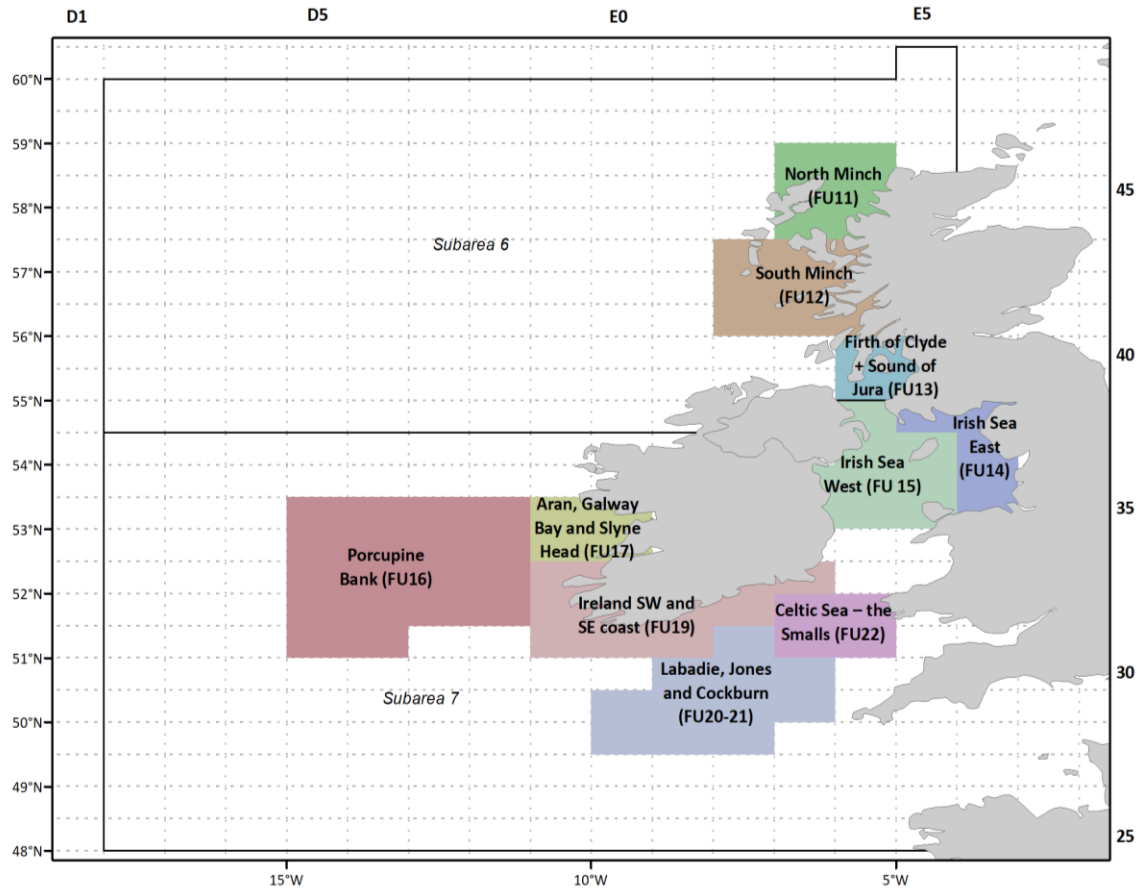 D1 D5 E0 E5
60°N
59°N
North Minch
(FU11)
45
58°N
Subarea 6
57°N
South Minch
(FU12)
56°N
Firth of Clyde
+ Sound of
Jura (FU13)
40
55°N
Irish Sea
East
(FU14)
54°N
Irish Sea
West (FU 15)
35
53°N
Aran, Galway
Bay and Slyne
Head (FU17)
Porcupine
Bank (FU16)
52°N
Ireland SW and
SE coast (FU19)
Celtic Sea – the
Smalls (FU22)
51°N
Labadie, Jones
and Cockburn
(FU20-21)
Subarea 7
30
50°N
49°N
48°N
25
15°W 10°W 5°W